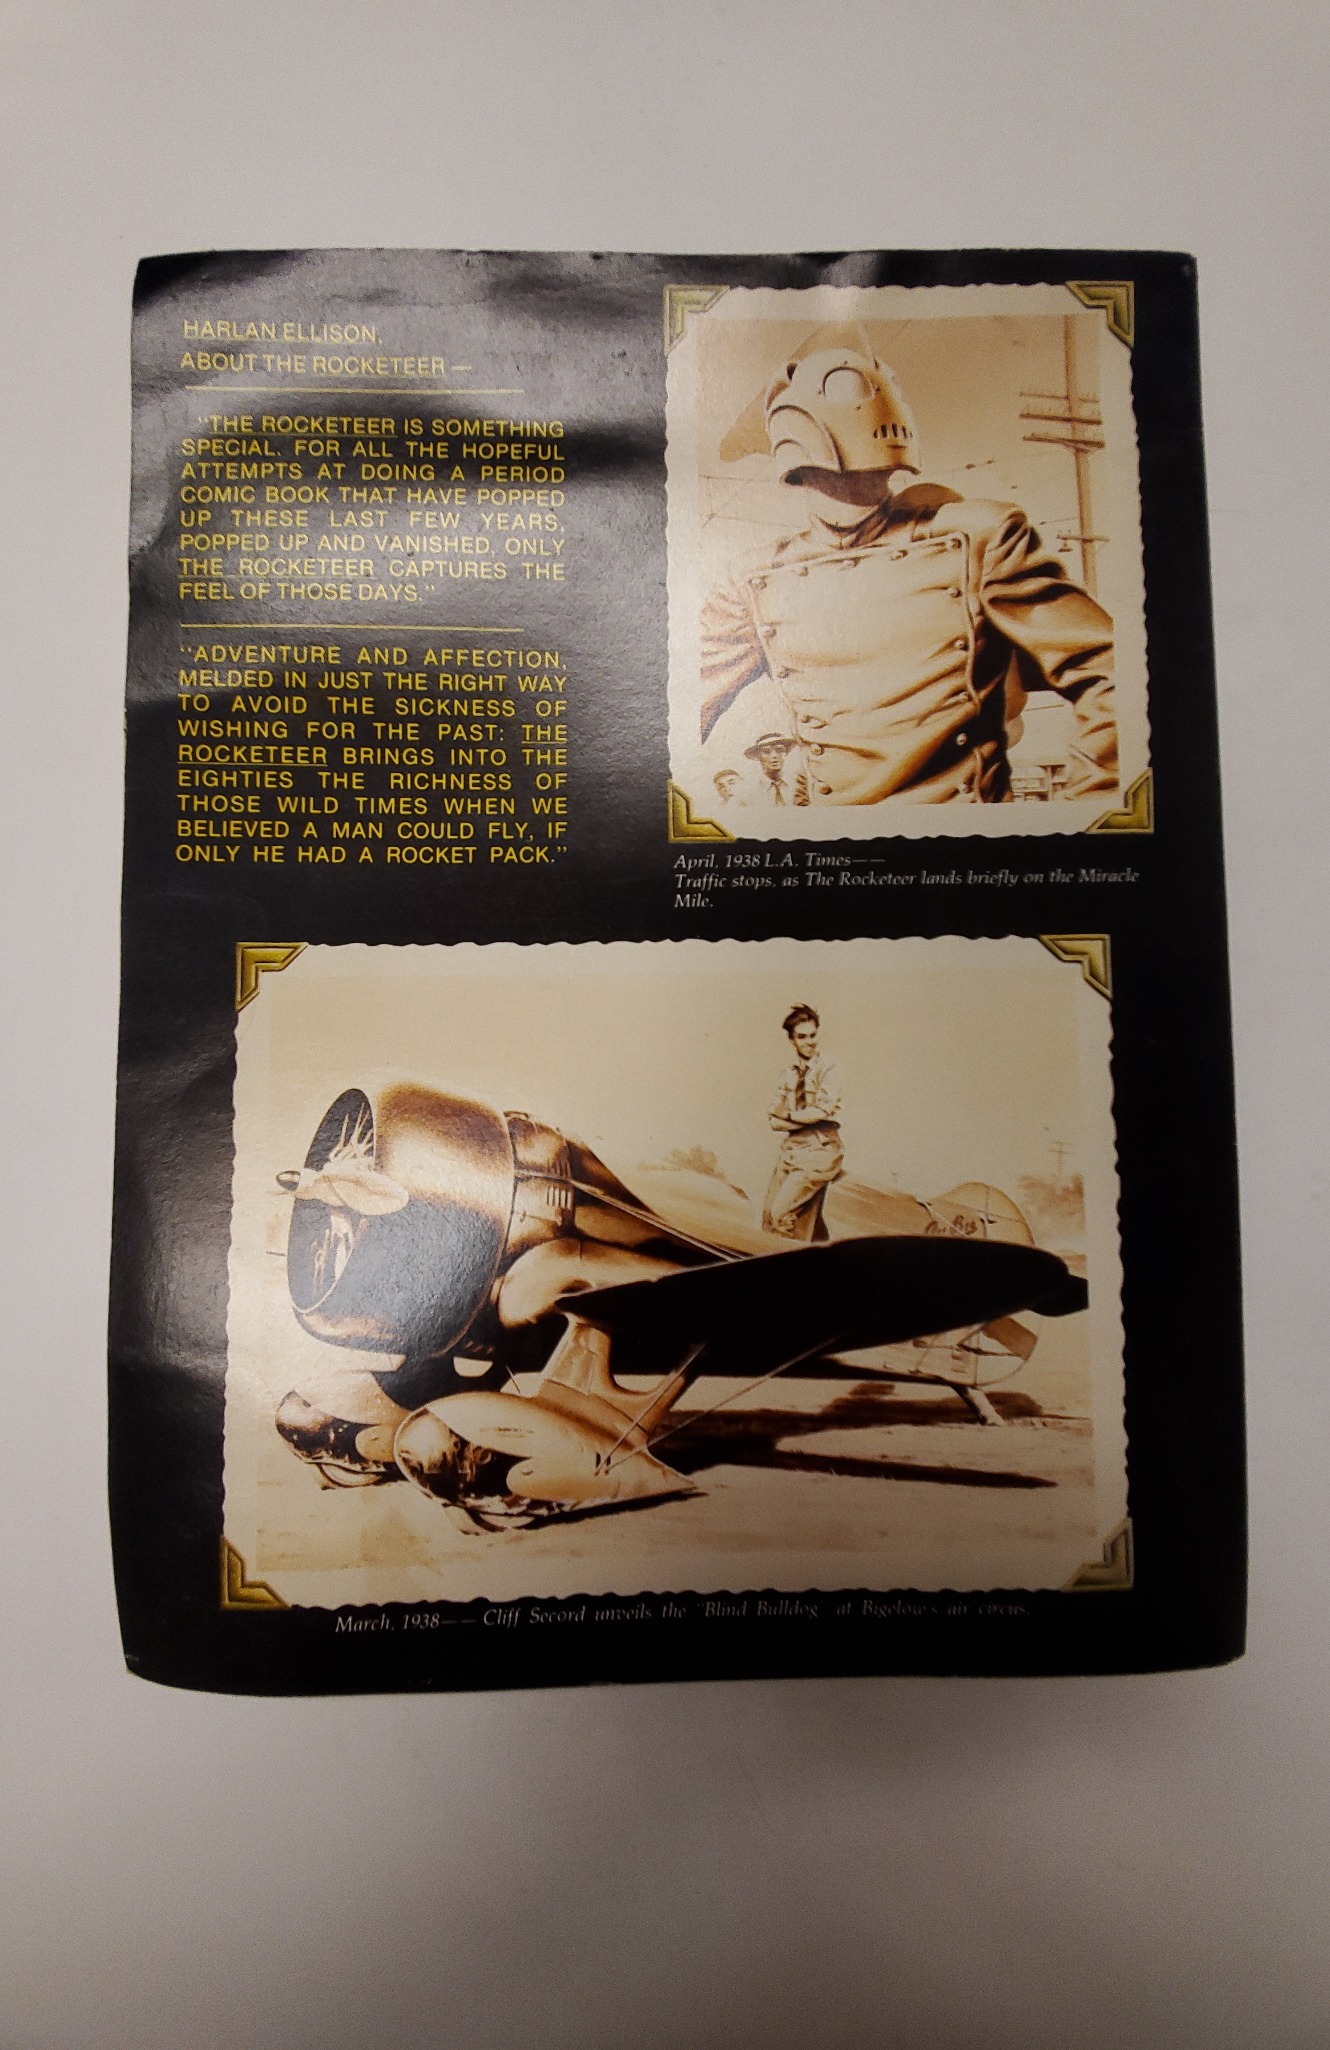 HARLAN ELLISON,
ABOUT THE ROCKETEER —
"THE ROCKETEER IS SOMETHING
SPECIAL. FOR ALL THE HOPEFUL
ATTEMPTS AT DOING A PERIOD
COMIC BOOK THAT HAVE POPPED
UP THESE LAST FEW YEARS,
POPPED UP AND VANISHED, ONLY
THE ROCKETEER CAPTURES THE
FEEL OF THOSE DAYS."
"ADVENTURE AND AFFECTION,
MELDED IN JUST THE RIGHT WAY
TO AVOID THE SICKNESS OF
WISHING FOR THE PAST: THE
ROCKETEER BRINGS INTO THE
EIGHTIES THE RICHNESS OF
THOSE WILD TIMES WHEN WE
BELIEVED A MAN COULD FLY, IF
ONLY HE HAD A ROCKET PACK."
April, 1938 L.A. Times——
Traffic stops, as The Rocketeer lands briefly on the Miracle
Mile.
March, 1938—— Cliff Secord unveils the "Blind Bulldog" at Bigelow's air circus.